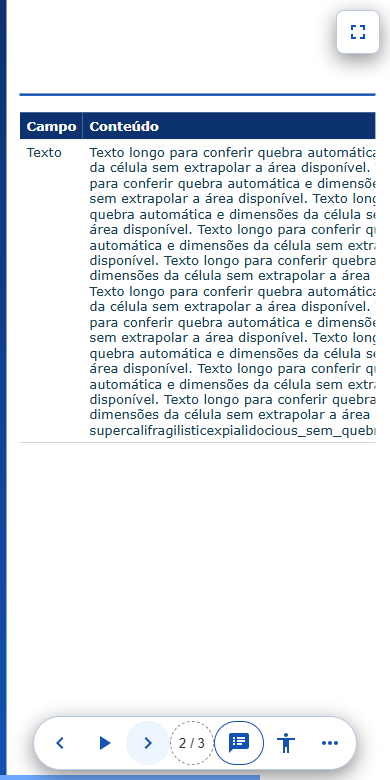 Campo Conteúdo
Texto Texto longo para conferir quebra automática
da célula sem extrapolar a área disponível.
para conferir quebra automática e dimensõe
sem extrapolar a área disponível. Texto long
quebra automática e dimensões da célula se
área disponível. Texto longo para conferir qu
automática e dimensões da célula sem extra
disponível. Texto longo para conferir quebra
dimensões da célula sem extrapolar a área
Texto longo para conferir quebra automática
da célula sem extrapolar a área disponível.
para conferir quebra automática e dimensõe
sem extrapolar a área disponível. Texto long
quebra automática e dimensões da célula se
área disponível. Texto longo para conferir qu
automática e dimensões da célula sem extra
disponível. Texto longo para conferir quebra
dimensões da célula sem extrapolar a área
supercalifragilisticexpialidocious_sem_queb
2 / 3